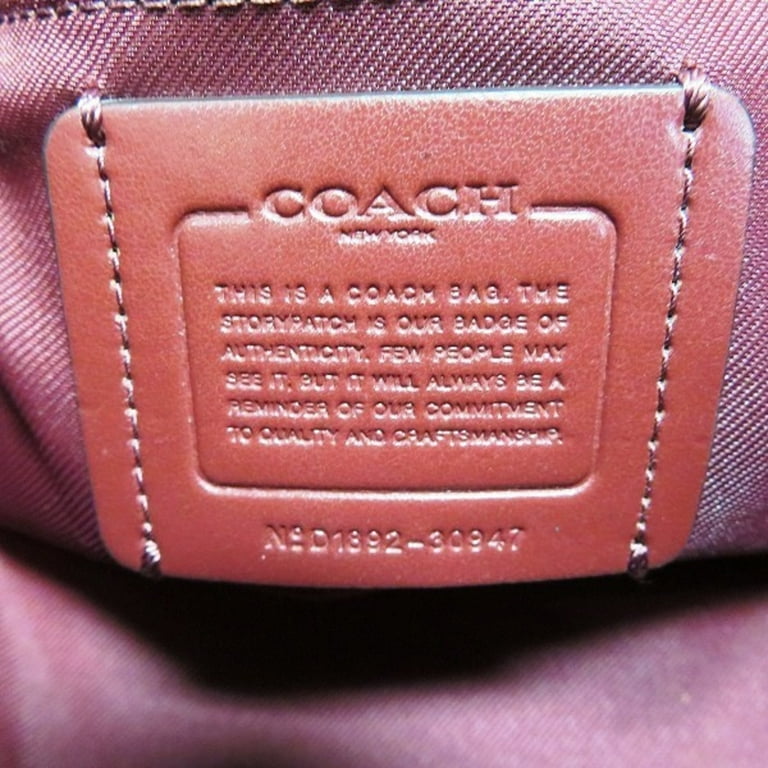 COACH
NEW YORK
THIS IS A COACH BAG. THE
STORYPATCH IS OUR BADGE OF
AUTHENTICITY. FEW PEOPLE MAY
SEE IT, BUT IT WILL ALWAYS BE A
REMINDER OF OUR COMMITMENT
TO QUALITY AND CRAFTSMANSHIP.
Nº D1892-30947